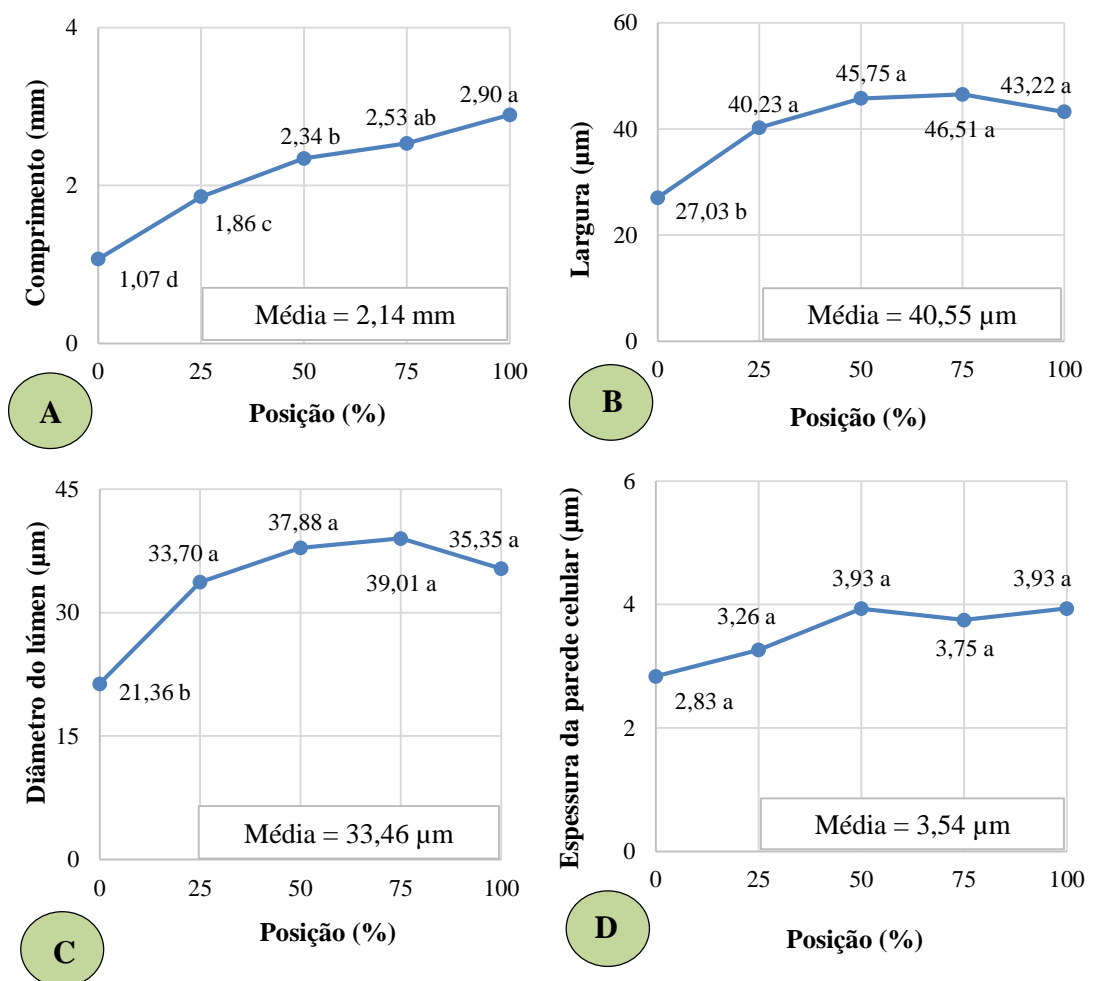 Comprimento (mm)
4
2
0
1,07 d
1,86 c
2,34 b
2,53 ab
2,90 a
Média = 2,14 mm
0 25 50 75 100
Posição (%)
A
Largura (µm)
60
40
20
0
27,03 b
40,23 a
45,75 a
46,51 a
43,22 a
Média = 40,55 µm
0 25 50 75 100
Posição (%)
B
Diâmetro do lúmen (µm)
45
30
15
0
21,36 b
33,70 a
37,88 a
39,01 a
35,35 a
Média = 33,46 µm
0 25 50 75 100
Posição (%)
C
Espessura da parede celular (µm)
6
4
2
0
2,83 a
3,26 a
3,93 a
3,75 a
3,93 a
Média = 3,54 µm
0 25 50 75 100
Posição (%)
D